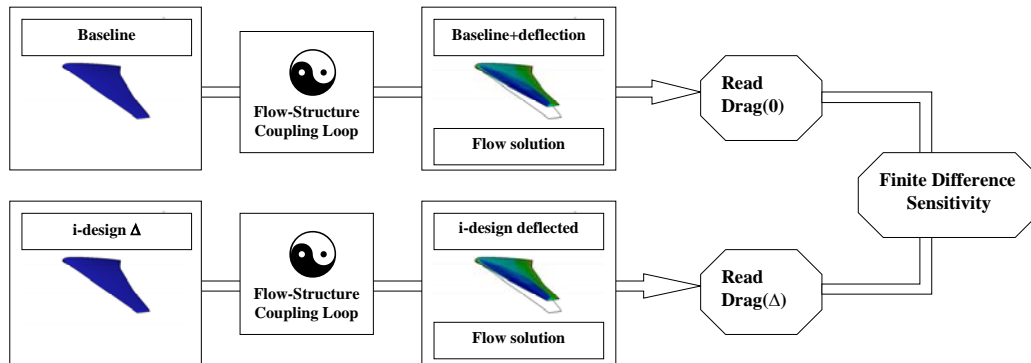 Baseline
Flow-Structure
Coupling Loop
Baseline+deflection
Flow solution
Read
Drag(0)
Finite Difference
Sensitivity
i-design Δ
Flow-Structure
Coupling Loop
i-design deflected
Flow solution
Read
Drag(Δ)